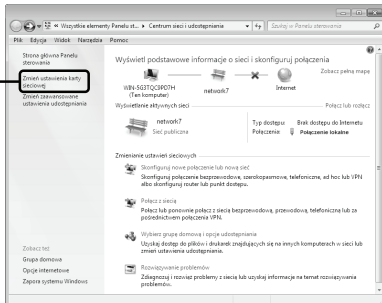 « Wszystkie elementy Panelu st... ▸ Centrum sieci i udostępniania
Szukaj w Panelu sterowania
Plik Edycja Widok Narzędzia Pomoc
Strona główna Panelu sterowania
Zmień ustawienia karty sieciowej
Zmień zaawansowane ustawienia udostępniania
Wyświetl podstawowe informacje o sieci i skonfiguruj połączenia
Zobacz pełną mapę
WIN-5G3TQC9PD7H
(Ten komputer)
network7
Internet
Wyświetlanie aktywnych sieci
Połącz lub rozłącz
network7
Sieć publiczna
Typ dostępu: Brak dostępu do Internetu
Połączenia: Połączenie lokalne
Zmienianie ustawień sieciowych
Skonfiguruj nowe połączenie lub nową sieć
Skonfiguruj połączenie bezprzewodowe, szerokopasmowe, telefoniczne, ad hoc lub VPN
albo skonfiguruj router lub punkt dostępu.
Połącz z siecią
Połącz lub ponownie połącz z siecią bezprzewodową, przewodową, telefoniczną lub za
pośrednictwem połączenia VPN.
Wybierz grupę domową i opcje udostępniania
Uzyskaj dostęp do plików i drukarek znajdujących się na innych komputerach w sieci lub
zmień ustawienia udostępniania.
Rozwiązywanie problemów
Zdiagnozuj i rozwiąż problemy z siecią lub uzyskaj informacje na temat rozwiązywania
problemów.
Zobacz też
Grupa domowa
Opcje internetowe
Zapora systemu Windows